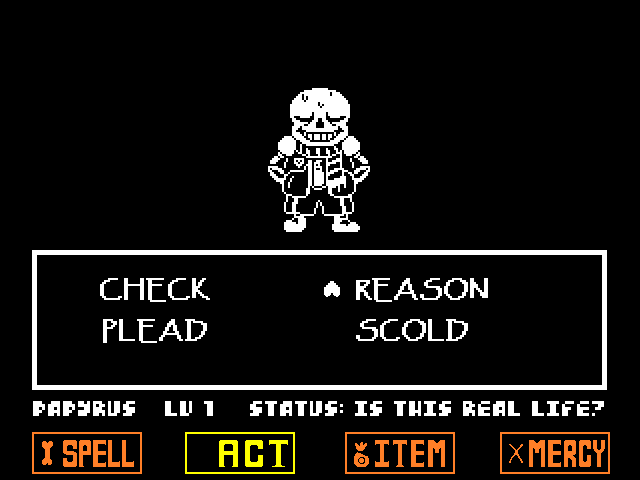 CHECK REASON
PLEAD SCOLD
PAPYRUS LV 1 STATUS: IS THIS REAL LIFE?
SPELL ACT ITEM MERCY